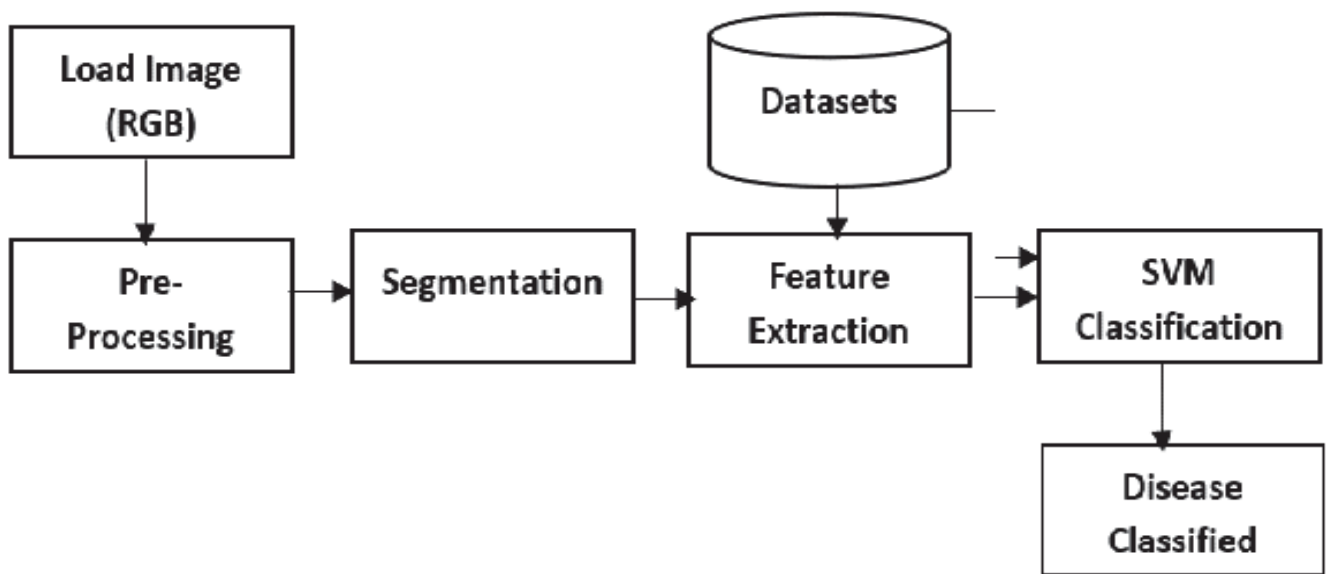 Load Image
(RGB)
Datasets
Pre-
Processing
Segmentation
Feature
Extraction
SVM
Classification
Disease
Classified